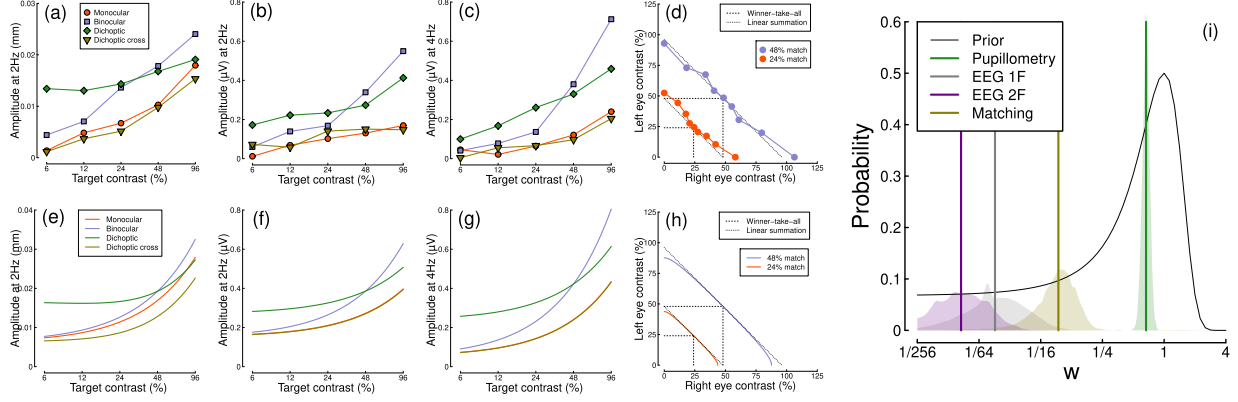 (a)
Monocular
Binocular
Dichoptic
Dichoptic cross
Amplitude at 2Hz (mm)
0.03
0.02
0.01
0
6 12 24 48 96
Target contrast (%)
(b)
Amplitude (µV) at 2Hz
0.8
0.6
0.4
0.2
0
6 12 24 48 96
Target contrast (%)
(c)
Amplitude (µV) at 4Hz
0.8
0.6
0.4
0.2
0
6 12 24 48 96
Target contrast (%)
(d)
Winner−take−all
Linear summation
48% match
24% match
Left eye contrast (%)
125
100
75
50
25
0
0 25 50 75 100 125
Right eye contrast (%)
(e)
Monocular
Binocular
Dichoptic
Dichoptic cross
Amplitude at 2Hz (mm)
0.04
0.03
0.02
0.01
0
6 12 24 48 96
Target contrast (%)
(f)
Amplitude at 2Hz (µV)
0.8
0.6
0.4
0.2
0
6 12 24 48 96
Target contrast (%)
(g)
Amplitude at 4Hz (µV)
0.8
0.6
0.4
0.2
0
6 12 24 48 96
Target contrast (%)
(h)
Winner−take−all
Linear summation
48% match
24% match
Left eye contrast (%)
125
100
75
50
25
0
0 25 50 75 100 125
Right eye contrast (%)
(i)
Prior
Pupillometry
EEG 1F
EEG 2F
Matching
Probability
0.6
0.5
0.4
0.3
0.2
0.1
0
1/256 1/64 1/16 1/4 1 4
w